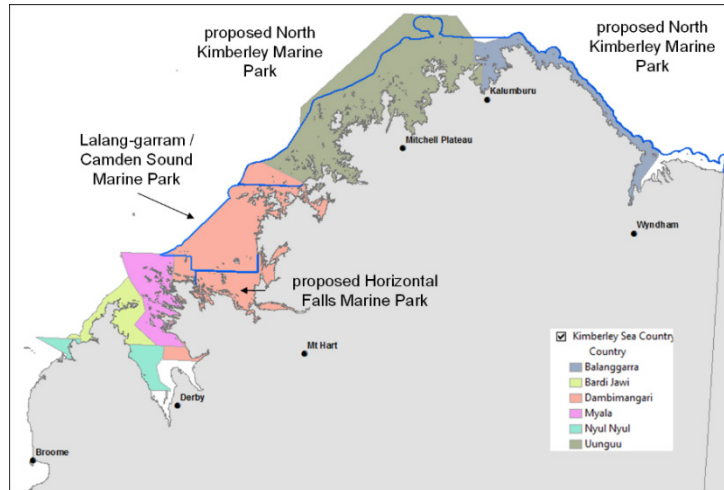 proposed North
Kimberley Marine
Park
proposed North
Kimberley Marine
Park
Kalumburu
Mitchell Plateau
Lalang-garram /
Camden Sound
Marine Park
Wyndham
proposed Horizontal
Falls Marine Park
Mt Hart
Derby
Broome
Kimberley Sea Country
Country
Balanggarra
Bardi Jawi
Dambimangari
Myala
Nyul Nyul
Uunguu